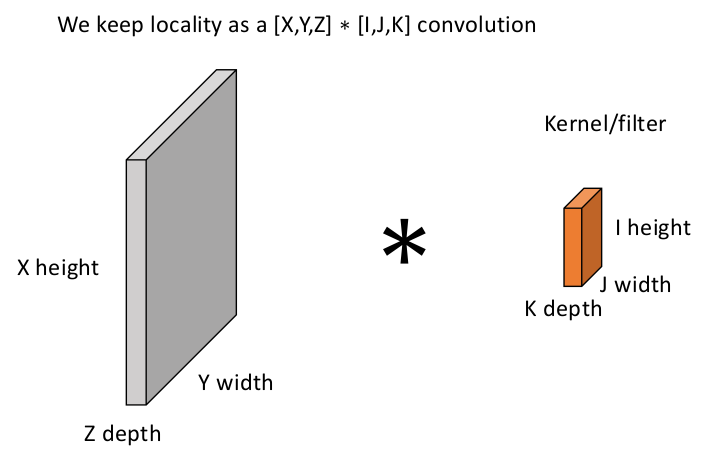 We keep locality as a [X,Y,Z] * [I,J,K] convolution
Kernel/filter
*
X height
I height
J width
K depth
Y width
Z depth